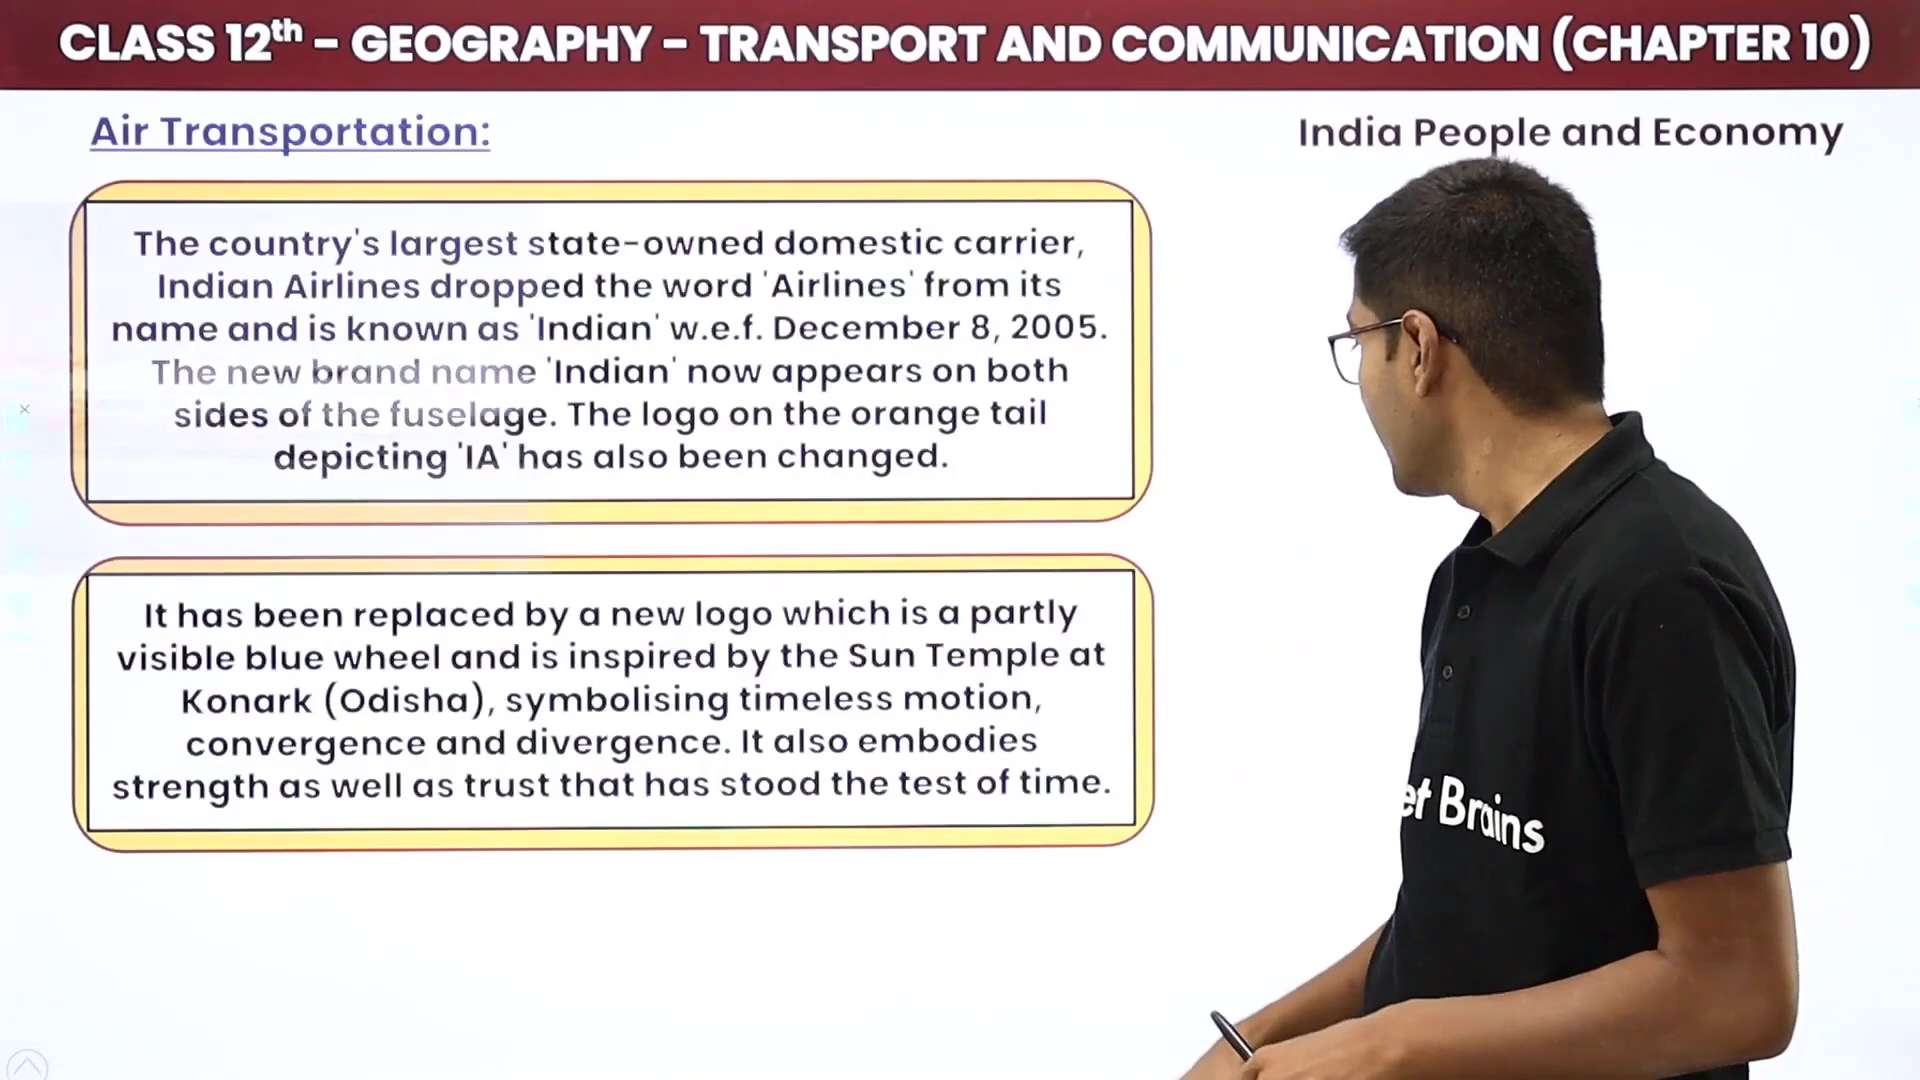 CLASS 12th - GEOGRAPHY - TRANSPORT AND COMMUNICATION (CHAPTER 10)
Air Transportation:
India People and Economy
The country's largest state-owned domestic carrier,
Indian Airlines dropped the word 'Airlines' from its
name and is known as 'Indian' w.e.f. December 8, 2005.
The new brand name 'Indian' now appears on both
sides of the fuselage. The logo on the orange tail
depicting 'IA' has also been changed.
It has been replaced by a new logo which is a partly
visible blue wheel and is inspired by the Sun Temple at
Konark (Odisha), symbolising timeless motion,
convergence and divergence. It also embodies
strength as well as trust that has stood the test of time.
et Brains